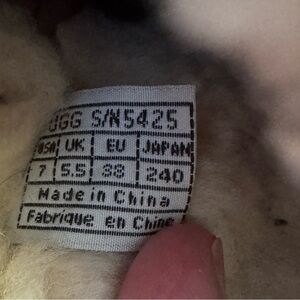 UGG S/N5425
USA UK EU JAPAN
7 5.5 38 240
Made in China
Fabrique en Chine